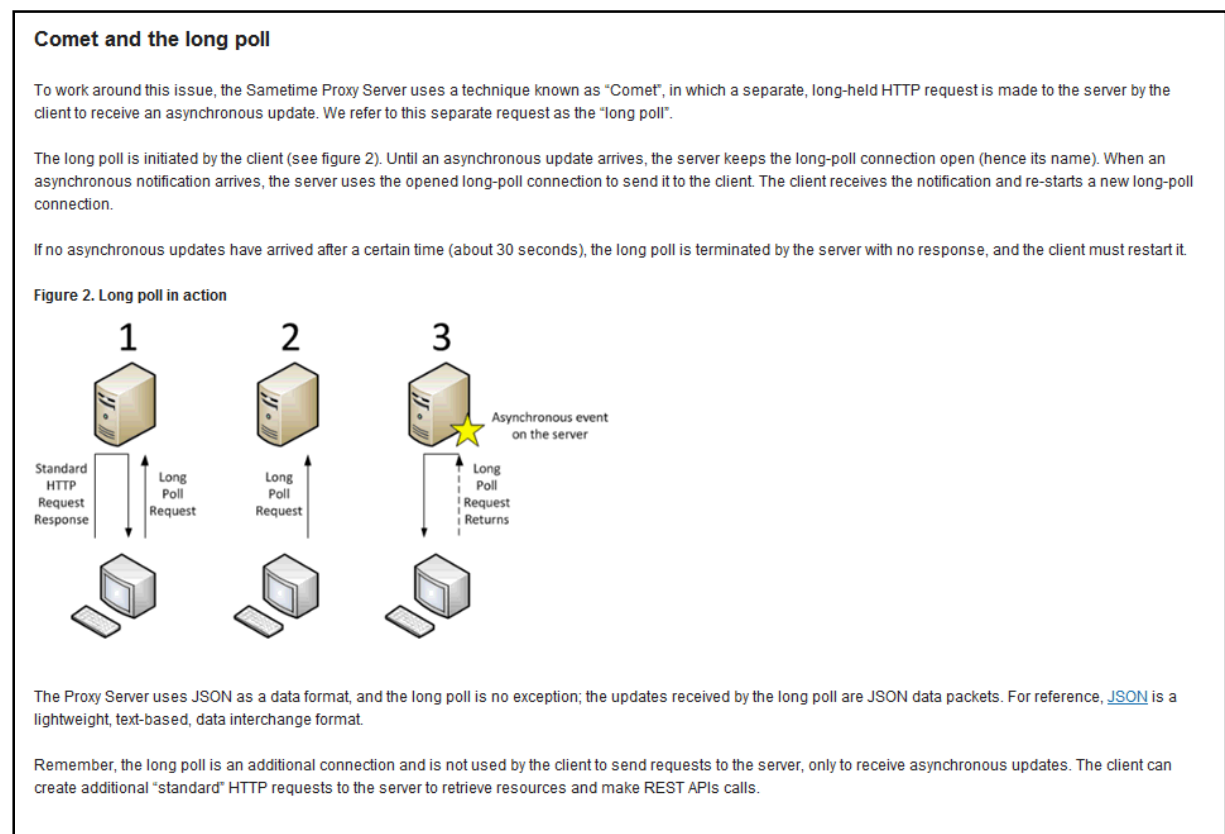 Comet and the long poll
To work around this issue, the Sametime Proxy Server uses a technique known as “Comet”, in which a separate, long-held HTTP request is made to the server by the
client to receive an asynchronous update. We refer to this separate request as the “long poll”.
The long poll is initiated by the client (see figure 2). Until an asynchronous update arrives, the server keeps the long-poll connection open (hence its name). When an
asynchronous notification arrives, the server uses the opened long-poll connection to send it to the client. The client receives the notification and re-starts a new long-poll
connection.
If no asynchronous updates have arrived after a certain time (about 30 seconds), the long poll is terminated by the server with no response, and the client must restart it.
Figure 2. Long poll in action
1
2
3
Asynchronous event
on the server
Standard
HTTP
Request
Response
Long
Poll
Request
Long
Poll
Request
Long
Poll
Request
Returns
The Proxy Server uses JSON as a data format, and the long poll is no exception; the updates received by the long poll are JSON data packets. For reference, JSON is a
lightweight, text-based, data interchange format.
Remember, the long poll is an additional connection and is not used by the client to send requests to the server, only to receive asynchronous updates. The client can
create additional “standard” HTTP requests to the server to retrieve resources and make REST APIs calls.